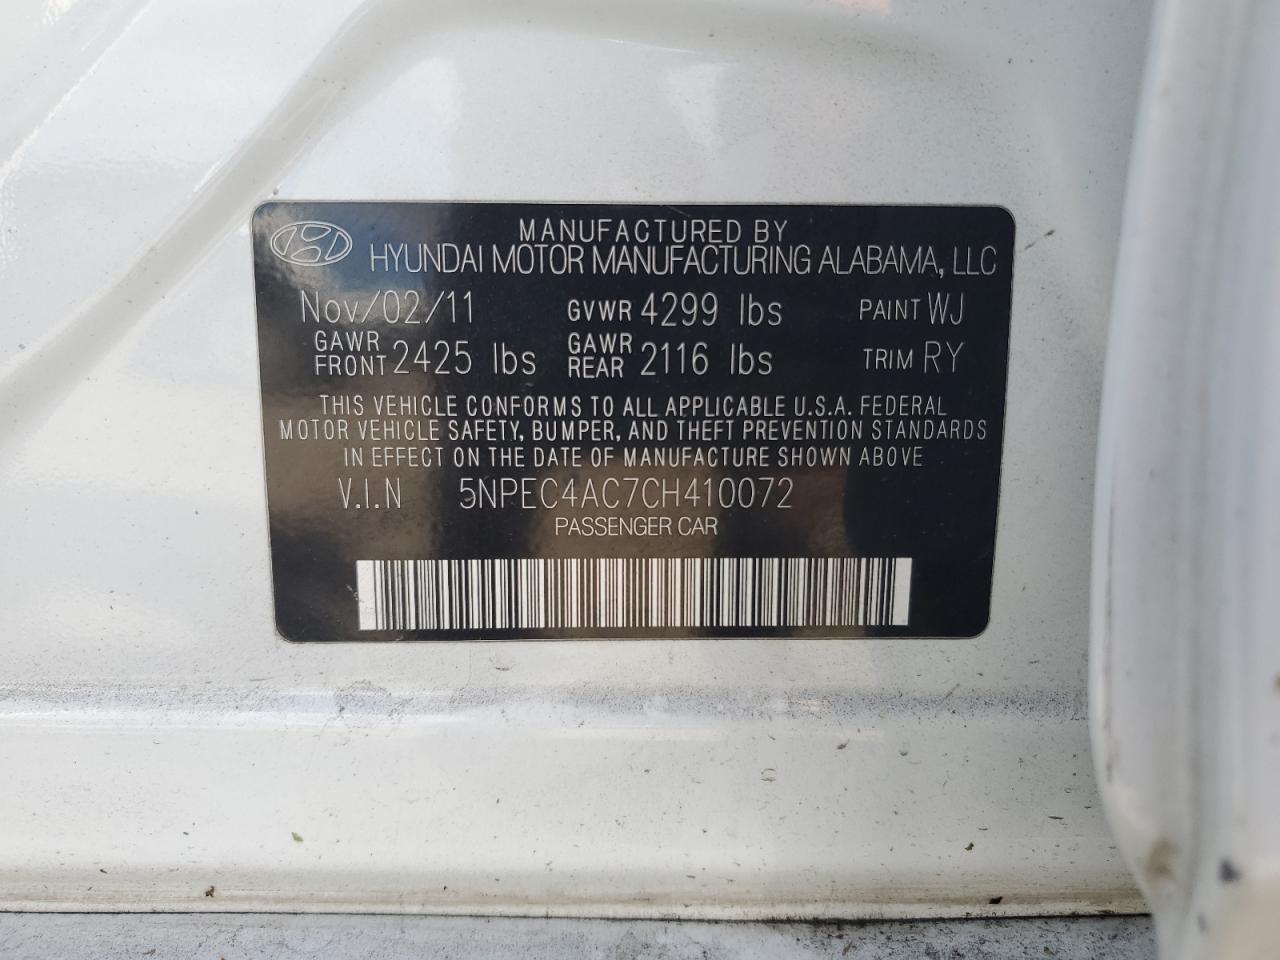 MANUFACTURED BY
HYUNDAI MOTOR MANUFACTURING ALABAMA, LLC
Nov/02/11 GVWR 4299 lbs PAINT WJ
GAWR FRONT 2425 lbs GAWR REAR 2116 lbs TRIM RY
THIS VEHICLE CONFORMS TO ALL APPLICABLE U.S.A. FEDERAL
MOTOR VEHICLE SAFETY, BUMPER, AND THEFT PREVENTION STANDARDS
IN EFFECT ON THE DATE OF MANUFACTURE SHOWN ABOVE
V.I.N 5NPEC4AC7CH410072
PASSENGER CAR